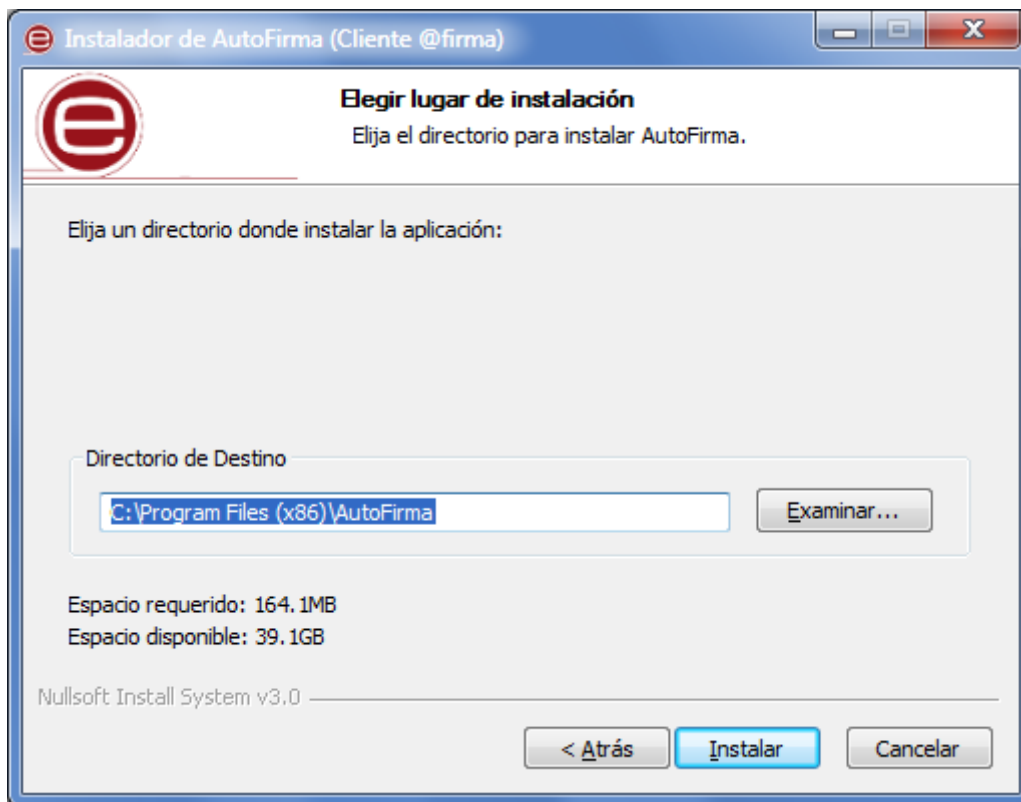 Instalador de AutoFirma (Cliente @firma)
Elegir lugar de instalación
Elija el directorio para instalar AutoFirma.
Elija un directorio donde instalar la aplicación:
Directorio de Destino
C:\Program Files (x86)\AutoFirma
Examinar...
Espacio requerido: 164.1MB
Espacio disponible: 39.1GB
Nullsoft Install System v3.0
< Atrás
Instalar
Cancelar